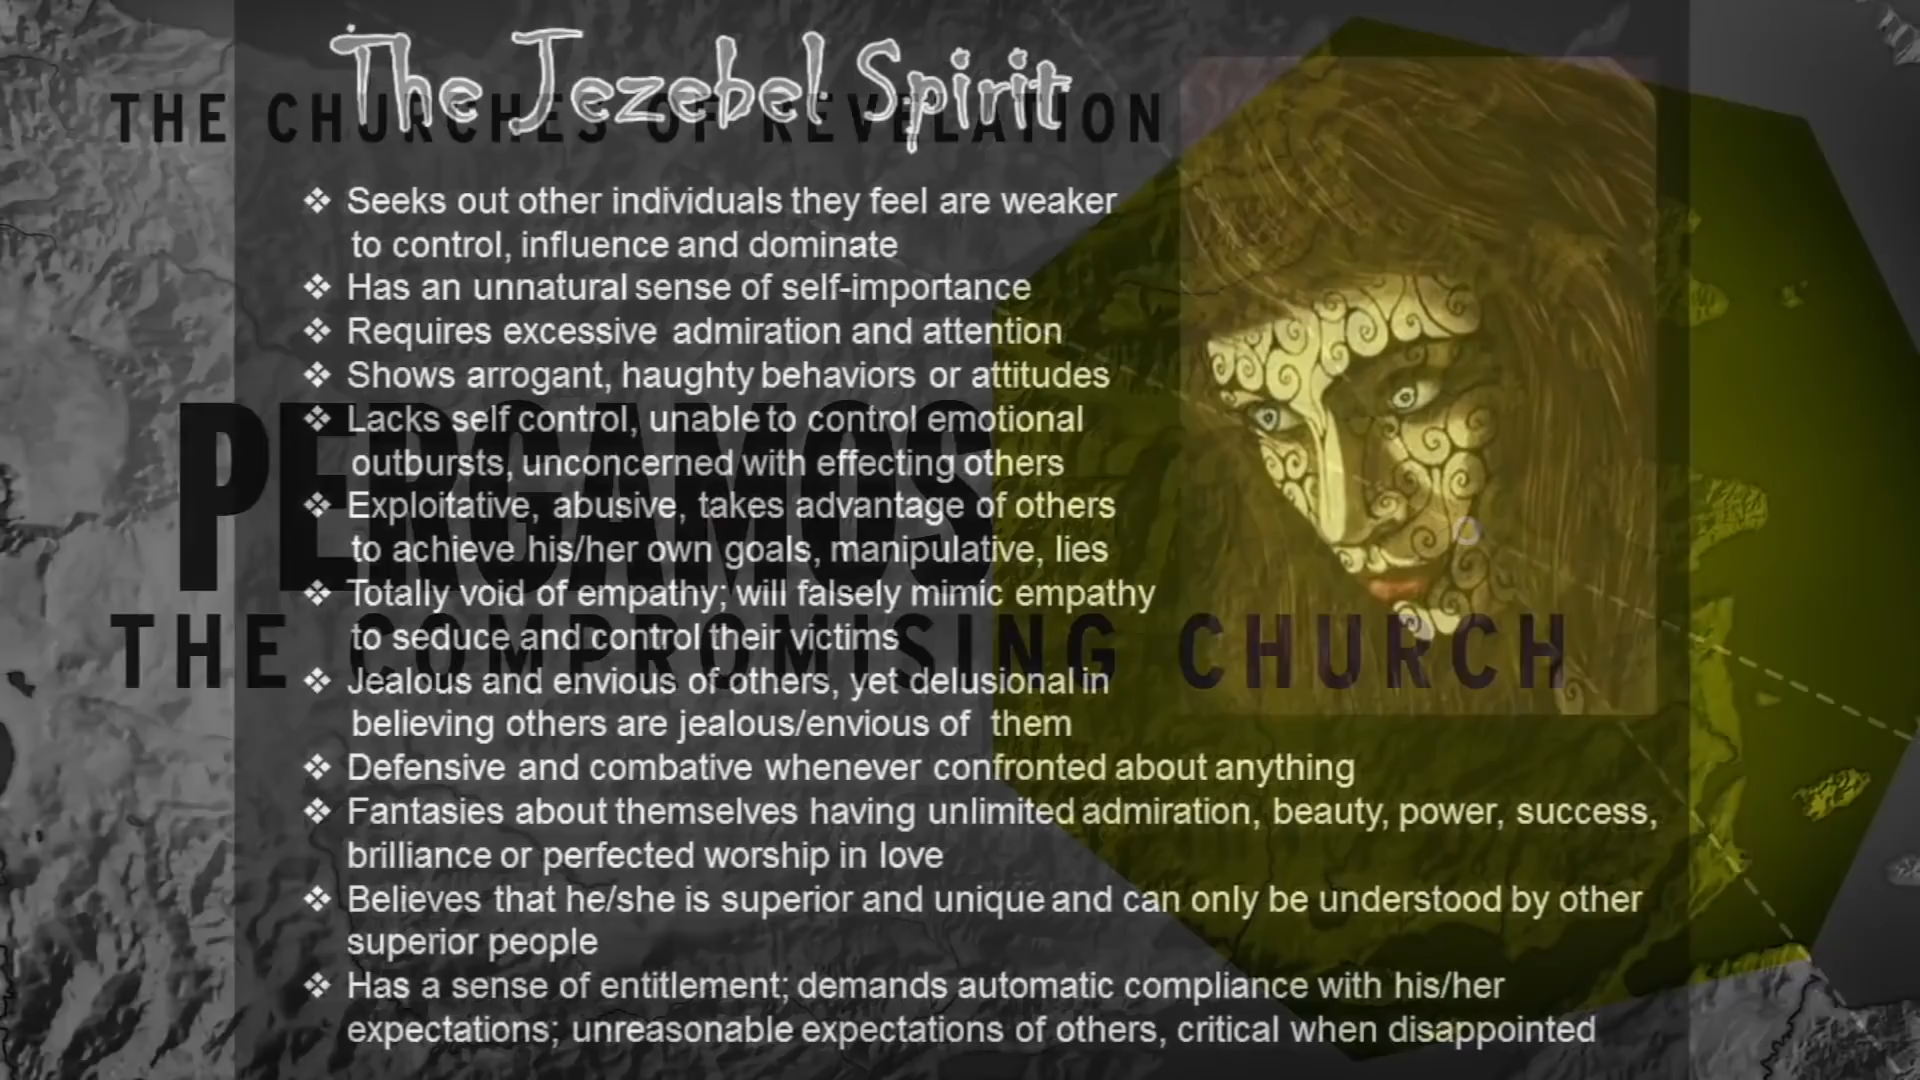 The Jezebel Spirit
THE CHURCHES OF REVELATION
❖ Seeks out other individuals they feel are weaker
to control, influence and dominate
❖ Has an unnatural sense of self-importance
❖ Requires excessive admiration and attention
❖ Shows arrogant, haughty behaviors or attitudes
❖ Lacks self control, unable to control emotional
outbursts, unconcerned with effecting others
PERGAMOS
❖ Exploitative, abusive, takes advantage of others
to achieve his/her own goals, manipulative, lies
❖ Totally void of empathy; will falsely mimic empathy
to seduce and control their victims
THE COMPROMISING CHURCH
❖ Jealous and envious of others, yet delusional in
believing others are jealous/envious of them
❖ Defensive and combative whenever confronted about anything
❖ Fantasies about themselves having unlimited admiration, beauty, power, success,
brilliance or perfected worship in love
❖ Believes that he/she is superior and unique and can only be understood by other
superior people
❖ Has a sense of entitlement; demands automatic compliance with his/her
expectations; unreasonable expectations of others, critical when disappointed